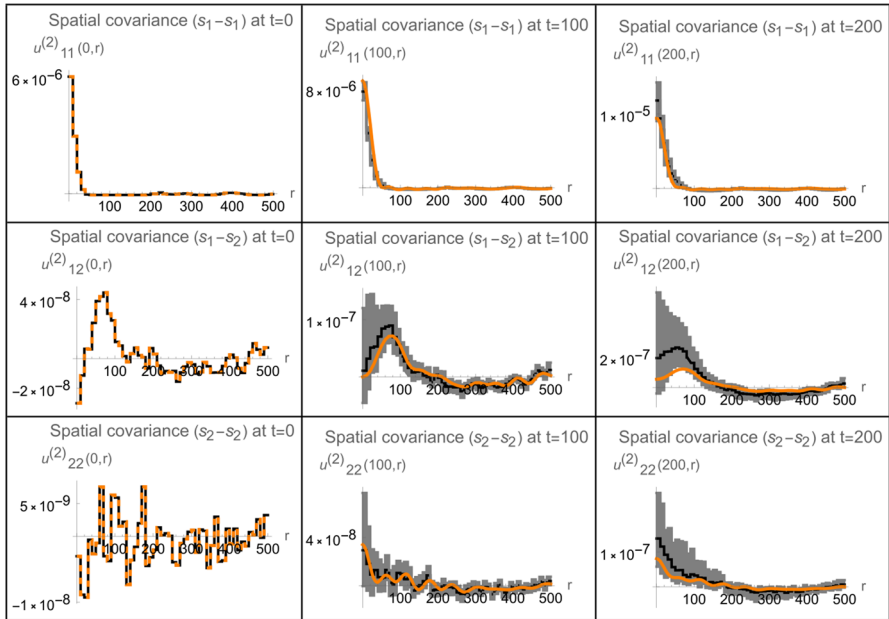 Spatial covariance (s₁−s₁) at t=0
u⁽²⁾₁₁(0,r)
6×10⁻⁶
r
100 200 300 400 500
Spatial covariance (s₁−s₁) at t=100
u⁽²⁾₁₁(100,r)
8×10⁻⁶
r
100 200 300 400 500
Spatial covariance (s₁−s₁) at t=200
u⁽²⁾₁₁(200,r)
1×10⁻⁵
r
100 200 300 400 500
Spatial covariance (s₁−s₂) at t=0
u⁽²⁾₁₂(0,r)
4×10⁻⁸
r
100 200 300 400 500
−2×10⁻⁸
Spatial covariance (s₁−s₂) at t=100
u⁽²⁾₁₂(100,r)
1×10⁻⁷
r
100 200 300 400 500
Spatial covariance (s₁−s₂) at t=200
u⁽²⁾₁₂(200,r)
2×10⁻⁷
r
100 200 300 400 500
Spatial covariance (s₂−s₂) at t=0
u⁽²⁾₂₂(0,r)
5×10⁻⁹
r
100 200 300 400 500
−1×10⁻⁸
Spatial covariance (s₂−s₂) at t=100
u⁽²⁾₂₂(100,r)
4×10⁻⁸
r
100 200 300 400 500
Spatial covariance (s₂−s₂) at t=200
u⁽²⁾₂₂(200,r)
1×10⁻⁷
r
100 200 300 400 500